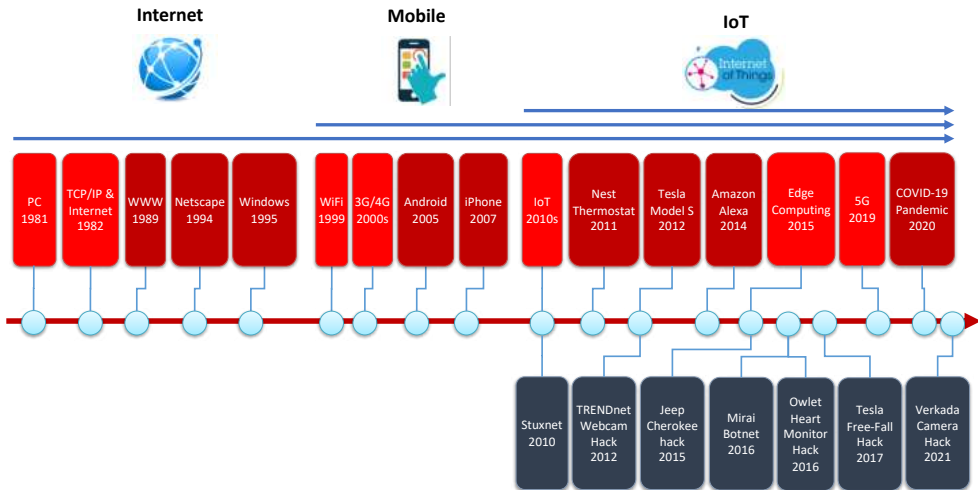 Internet
Mobile
IoT
Internet
of Things
PC
1981
TCP/IP &
Internet
1982
WWW
1989
Netscape
1994
Windows
1995
WiFi
1999
3G/4G
2000s
Android
2005
iPhone
2007
IoT
2010s
Nest
Thermostat
2011
Tesla
Model S
2012
Amazon
Alexa
2014
Edge
Computing
2015
5G
2019
COVID-19
Pandemic
2020
Stuxnet
2010
TRENDnet
Webcam
Hack
2012
Jeep
Cherokee
hack
2015
Mirai
Botnet
2016
Owlet
Heart
Monitor
Hack
2016
Tesla
Free-Fall
Hack
2017
Verkada
Camera
Hack
2021